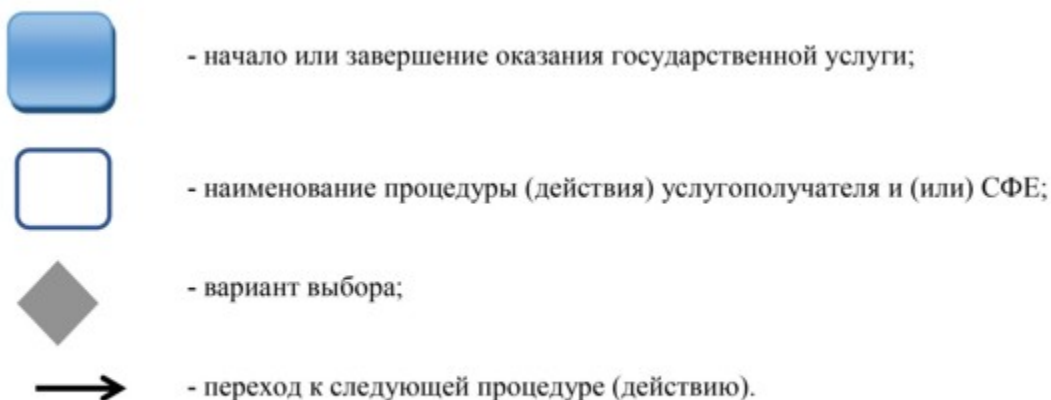 - начало или завершение оказания государственной услуги;
- наименование процедуры (действия) услугополучателя и (или) СФЕ;
- вариант выбора;
- переход к следующей процедуре (действию).